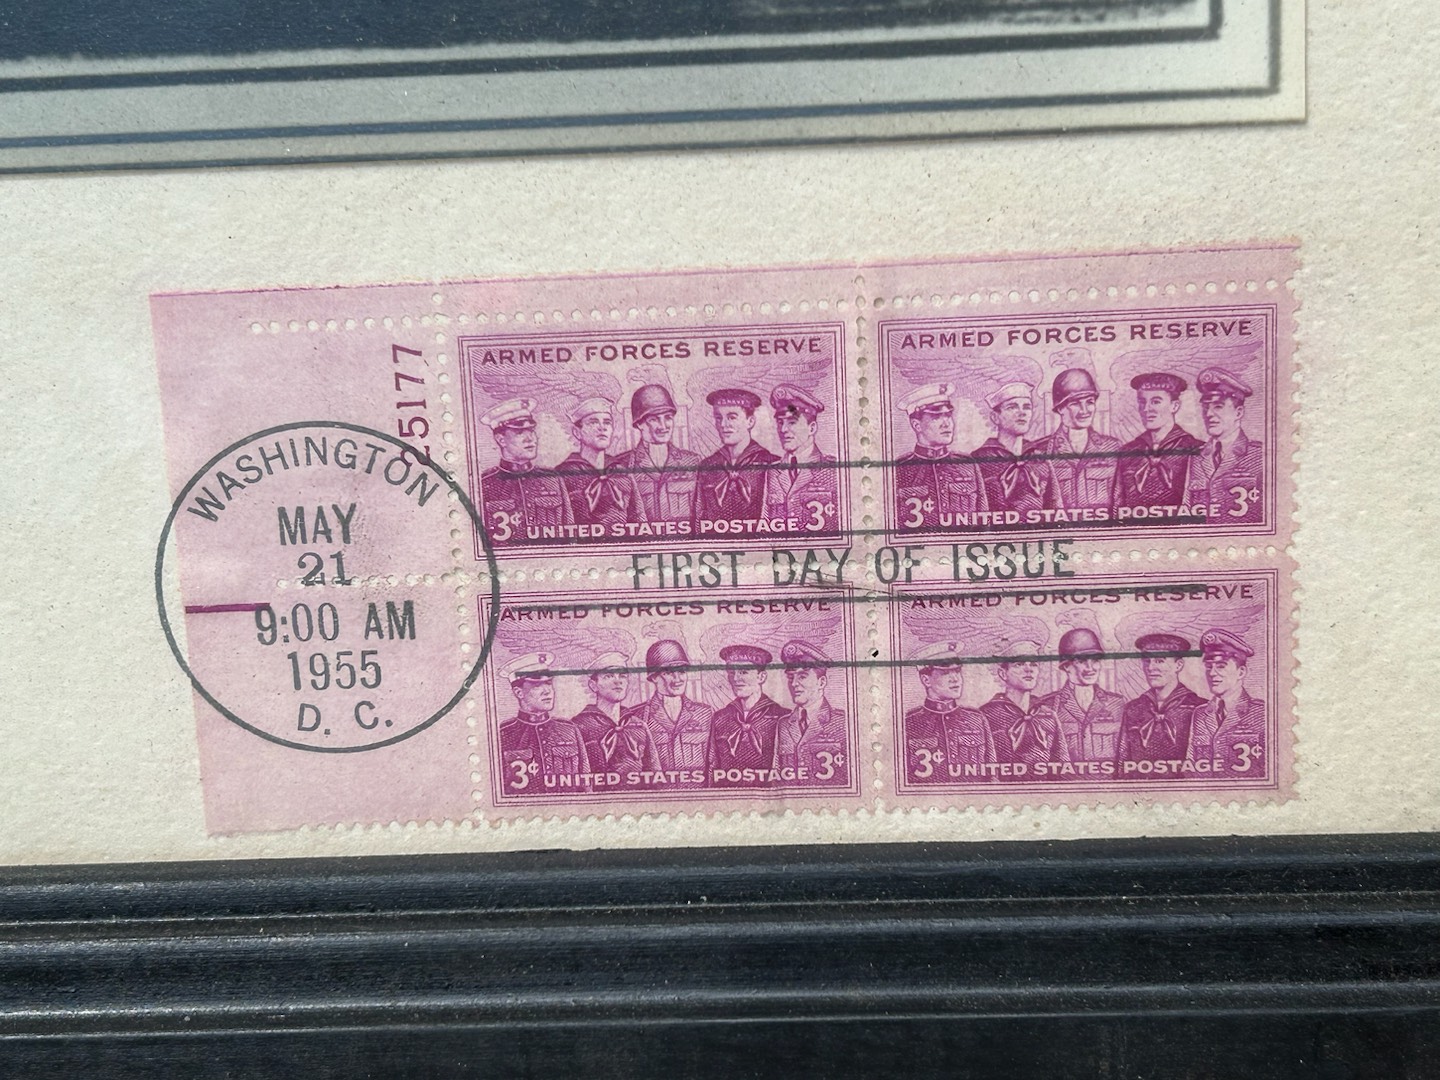 25177
ARMED FORCES RESERVE
3¢ UNITED STATES POSTAGE 3¢
ARMED FORCES RESERVE
3¢ UNITED STATES POSTAGE 3¢
WASHINGTON
MAY
21
9:00 AM
1955
D. C.
FIRST DAY OF ISSUE
ARMED FORCES RESERVE
3¢ UNITED STATES POSTAGE 3¢
ARMED FORCES RESERVE
3¢ UNITED STATES POSTAGE 3¢